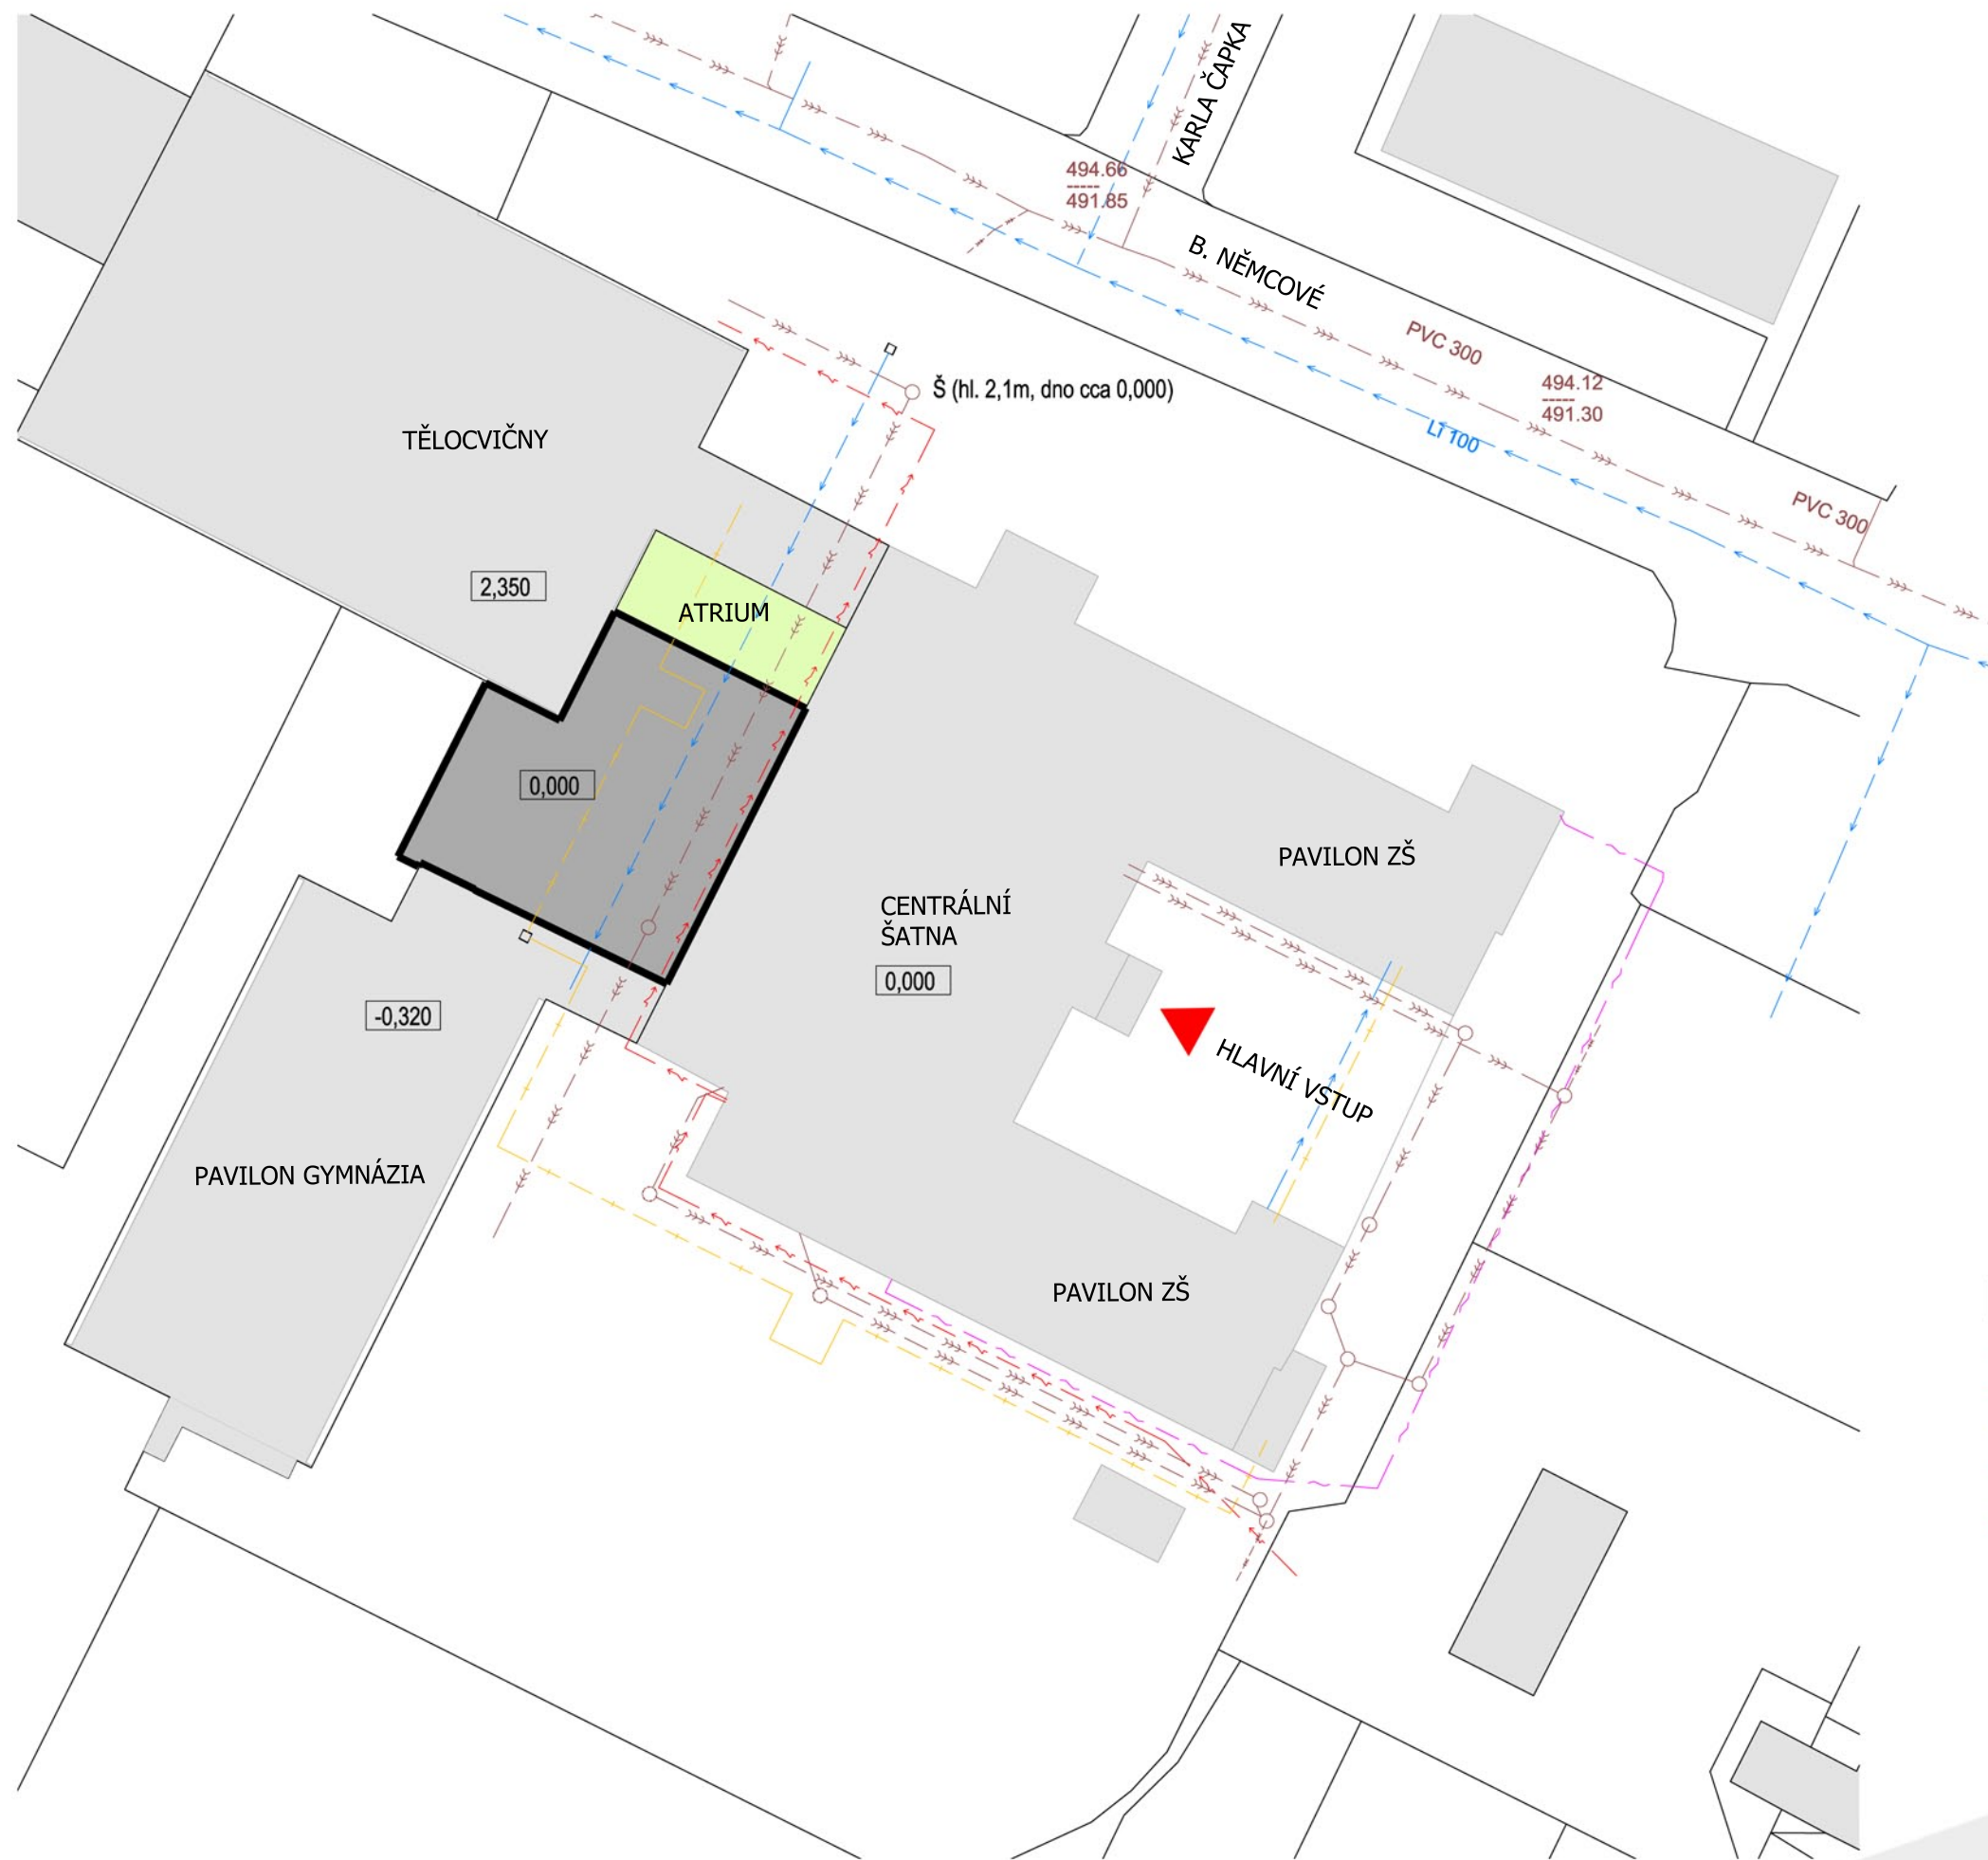 KARLA ČAPKA
494.66
-----
491.85
B. NĚMCOVÉ
PVC 300
494.12
-----
491.30
LT 100
PVC 300
Š (hl. 2,1m, dno cca 0,000)
TĚLOCVIČNY
2,350
ATRIUM
0,000
PAVILON ZŠ
CENTRÁLNÍ
ŠATNA
0,000
-0,320
HLAVNÍ VSTUP
PAVILON GYMNÁZIA
PAVILON ZŠ